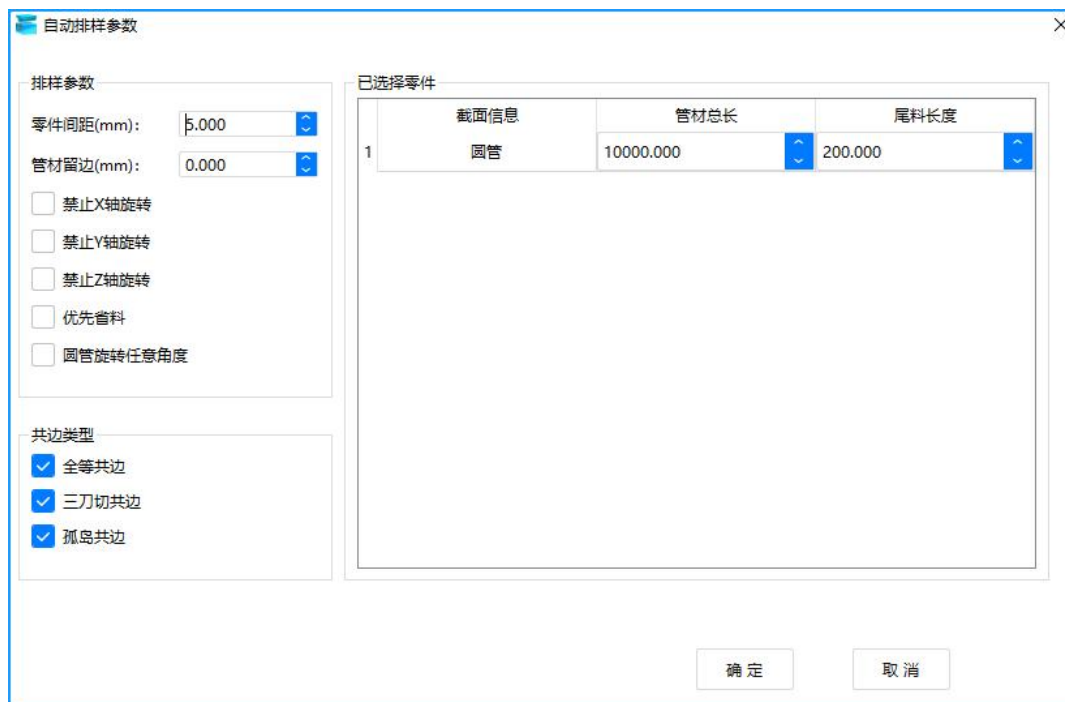 自动排样参数
排样参数
零件间距(mm): 5.000
管材留边(mm): 0.000
禁止X轴旋转
禁止Y轴旋转
禁止Z轴旋转
优先省料
圆管旋转任意角度
共边类型
全等共边
三刀切共边
孤岛共边
已选择零件
截面信息 管材总长 尾料长度
1 圆管 10000.000 200.000
确定 取消